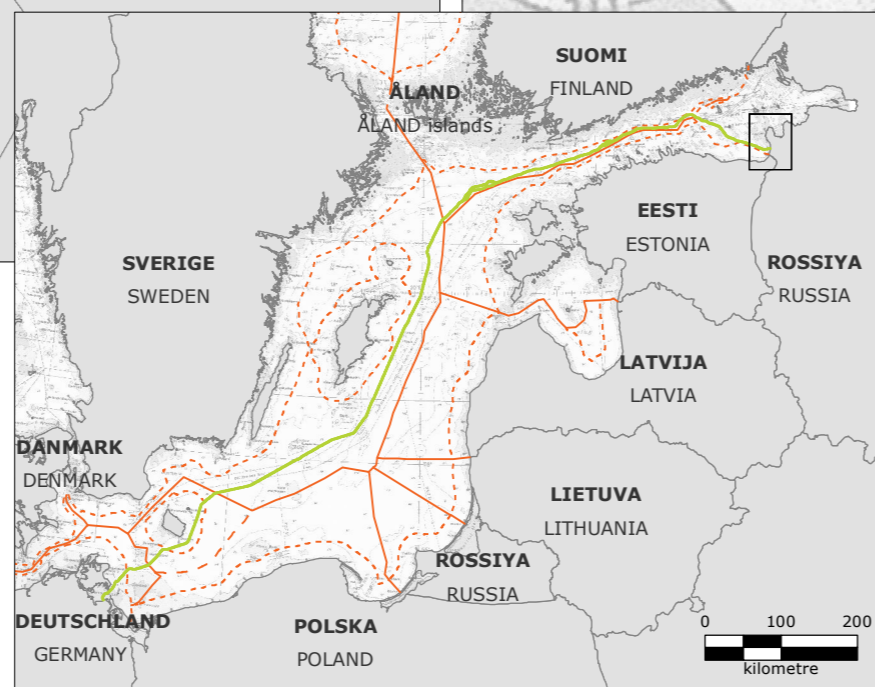 SUOMI
FINLAND
ÅLAND
ÅLAND islands
EESTI
ESTONIA
SVERIGE
SWEDEN
ROSSIYA
RUSSIA
LATVIJA
LATVIA
DANMARK
DENMARK
LIETUVA
LITHUANIA
ROSSIYA
RUSSIA
DEUTSCHLAND
GERMANY
POLSKA
POLAND
0 100 200
kilometre